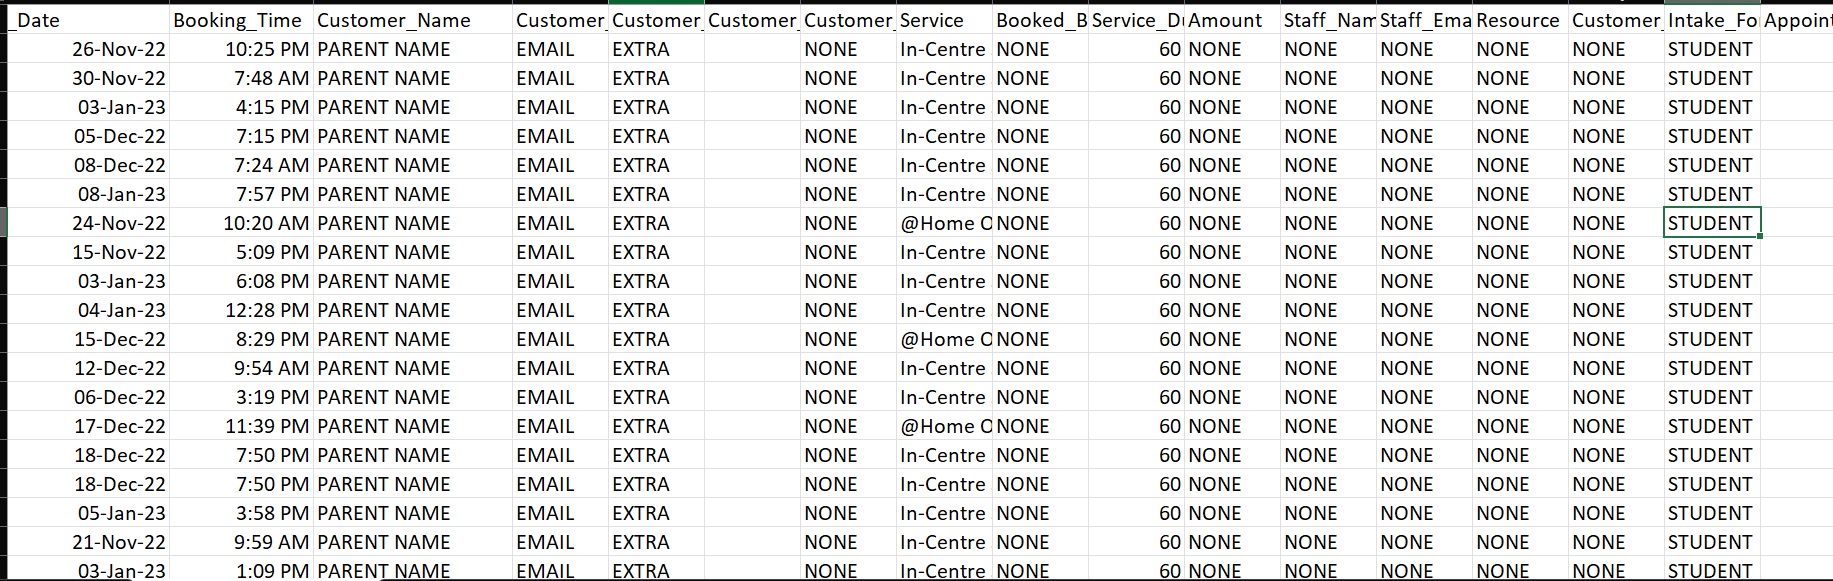 _Date Booking_Time Customer_Name Customer_ Customer_ Customer_ Customer_ Service Booked_B Service_Du Amount Staff_Nam Staff_Ema Resource Customer_ Intake_Fo Appoint
26-Nov-22 10:25 PM PARENT NAME EMAIL EXTRA NONE In-Centre NONE 60 NONE NONE NONE NONE NONE STUDENT
30-Nov-22 7:48 AM PARENT NAME EMAIL EXTRA NONE In-Centre NONE 60 NONE NONE NONE NONE NONE STUDENT
03-Jan-23 4:15 PM PARENT NAME EMAIL EXTRA NONE In-Centre NONE 60 NONE NONE NONE NONE NONE STUDENT
05-Dec-22 7:15 PM PARENT NAME EMAIL EXTRA NONE In-Centre NONE 60 NONE NONE NONE NONE NONE STUDENT
08-Dec-22 7:24 AM PARENT NAME EMAIL EXTRA NONE In-Centre NONE 60 NONE NONE NONE NONE NONE STUDENT
08-Jan-23 7:57 PM PARENT NAME EMAIL EXTRA NONE In-Centre NONE 60 NONE NONE NONE NONE NONE STUDENT
24-Nov-22 10:20 AM PARENT NAME EMAIL EXTRA NONE @Home O NONE 60 NONE NONE NONE NONE NONE STUDENT
15-Nov-22 5:09 PM PARENT NAME EMAIL EXTRA NONE In-Centre NONE 60 NONE NONE NONE NONE NONE STUDENT
03-Jan-23 6:08 PM PARENT NAME EMAIL EXTRA NONE In-Centre NONE 60 NONE NONE NONE NONE NONE STUDENT
04-Jan-23 12:28 PM PARENT NAME EMAIL EXTRA NONE In-Centre NONE 60 NONE NONE NONE NONE NONE STUDENT
15-Dec-22 8:29 PM PARENT NAME EMAIL EXTRA NONE @Home O NONE 60 NONE NONE NONE NONE NONE STUDENT
12-Dec-22 9:54 AM PARENT NAME EMAIL EXTRA NONE In-Centre NONE 60 NONE NONE NONE NONE NONE STUDENT
06-Dec-22 3:19 PM PARENT NAME EMAIL EXTRA NONE In-Centre NONE 60 NONE NONE NONE NONE NONE STUDENT
17-Dec-22 11:39 PM PARENT NAME EMAIL EXTRA NONE @Home O NONE 60 NONE NONE NONE NONE NONE STUDENT
18-Dec-22 7:50 PM PARENT NAME EMAIL EXTRA NONE In-Centre NONE 60 NONE NONE NONE NONE NONE STUDENT
18-Dec-22 7:50 PM PARENT NAME EMAIL EXTRA NONE In-Centre NONE 60 NONE NONE NONE NONE NONE STUDENT
05-Jan-23 3:58 PM PARENT NAME EMAIL EXTRA NONE In-Centre NONE 60 NONE NONE NONE NONE NONE STUDENT
21-Nov-22 9:59 AM PARENT NAME EMAIL EXTRA NONE In-Centre NONE 60 NONE NONE NONE NONE NONE STUDENT
03-Jan-23 1:09 PM PARENT NAME EMAIL EXTRA NONE In-Centre NONE 60 NONE NONE NONE NONE NONE STUDENT